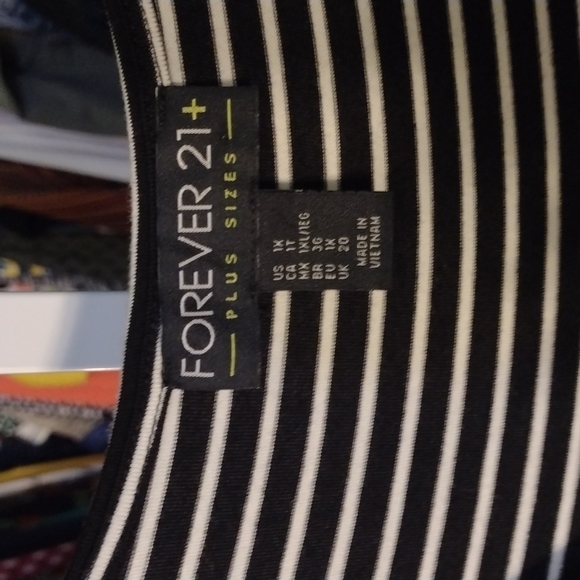 FOREVER 21+
PLUS SIZES
US 1X
CA 1T
MX 1XL/1EG
BR 3G
EU 1X
UK 20
MADE IN
VIETNAM